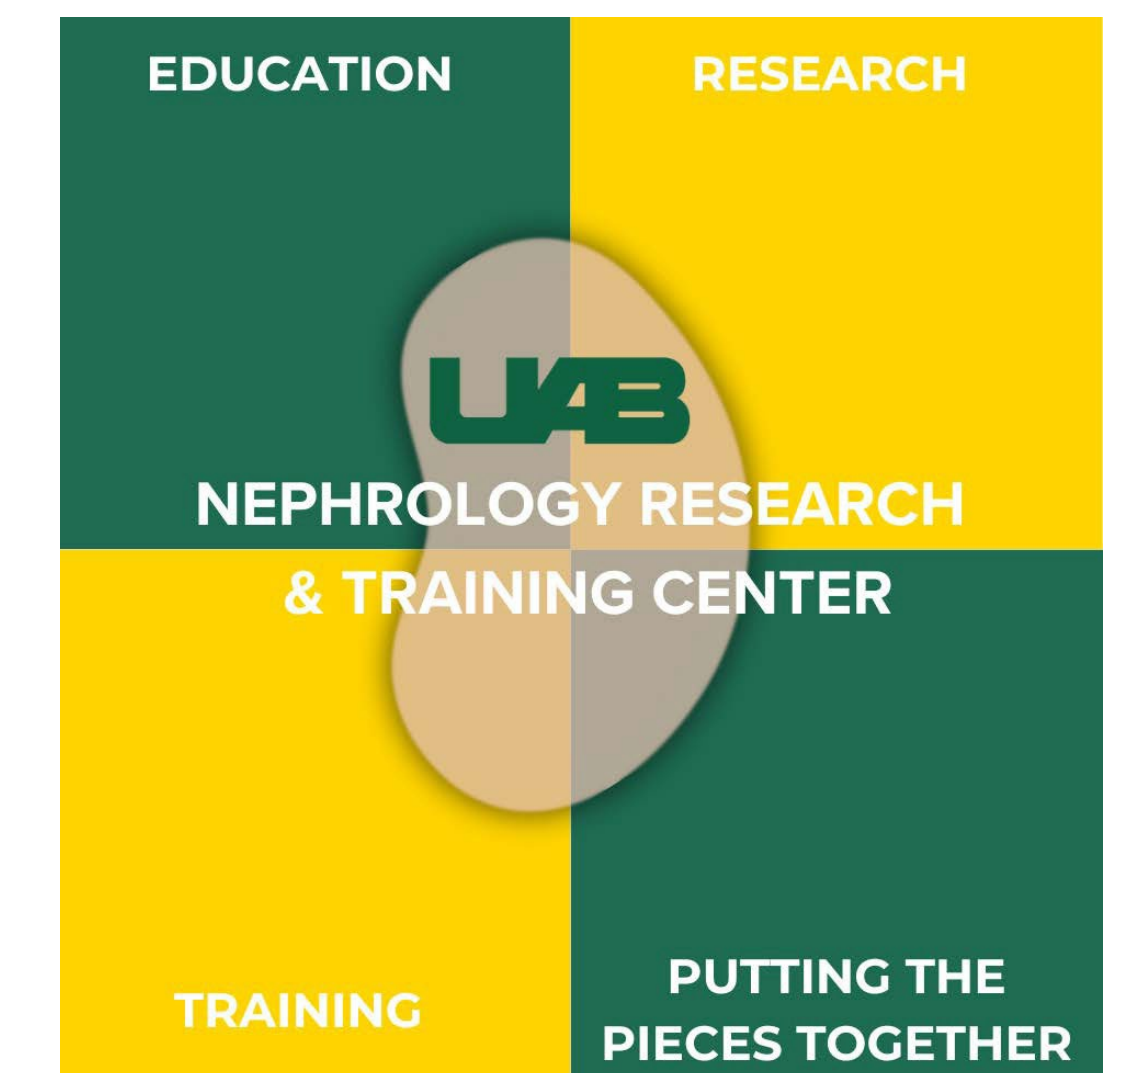 EDUCATION
RESEARCH
UAB
NEPHROLOGY RESEARCH
& TRAINING CENTER
TRAINING
PUTTING THE
PIECES TOGETHER